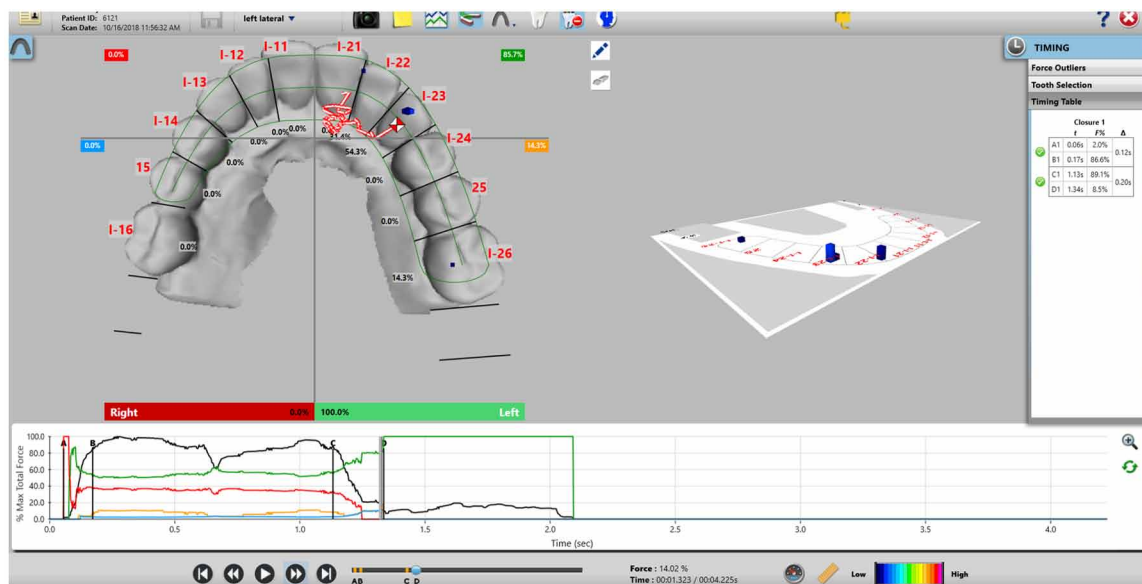 Patient ID: 6121
Scan Date: 10/16/2018 11:56:32 AM
left lateral
?
TIMING
Force Outliers
Tooth Selection
Timing Table
Closure 1
t F% Δ
A1 0.06s 2.0% 0.12s
B1 0.17s 86.6%
C1 1.13s 89.1% 0.20s
D1 1.34s 8.5%
0.0%
85.7%
0.0%
14.3%
I-11
I-21
I-12
I-22
I-13
I-23
I-14
I-24
15
25
I-16
I-26
0.0%
0.0%
0.0%
31.4%
54.3%
0.0%
0.0%
0.0%
0.0%
0.0%
14.3%
Right 0.0% 100.0% Left
% Max Total Force
100.0
80.0
60.0
40.0
20.0
0.0
A B C D
0.0 0.5 1.0 1.5 2.0 2.5 3.0 3.5 4.0
Time (sec)
AB C D
Force : 14.02 %
Time : 00:01.323 / 00:04.225s
Low High